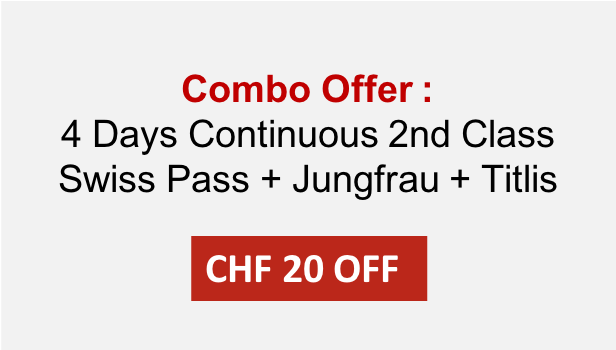 Combo Offer :
4 Days Continuous 2nd Class
Swiss Pass + Jungfrau + Titlis
CHF 20 OFF